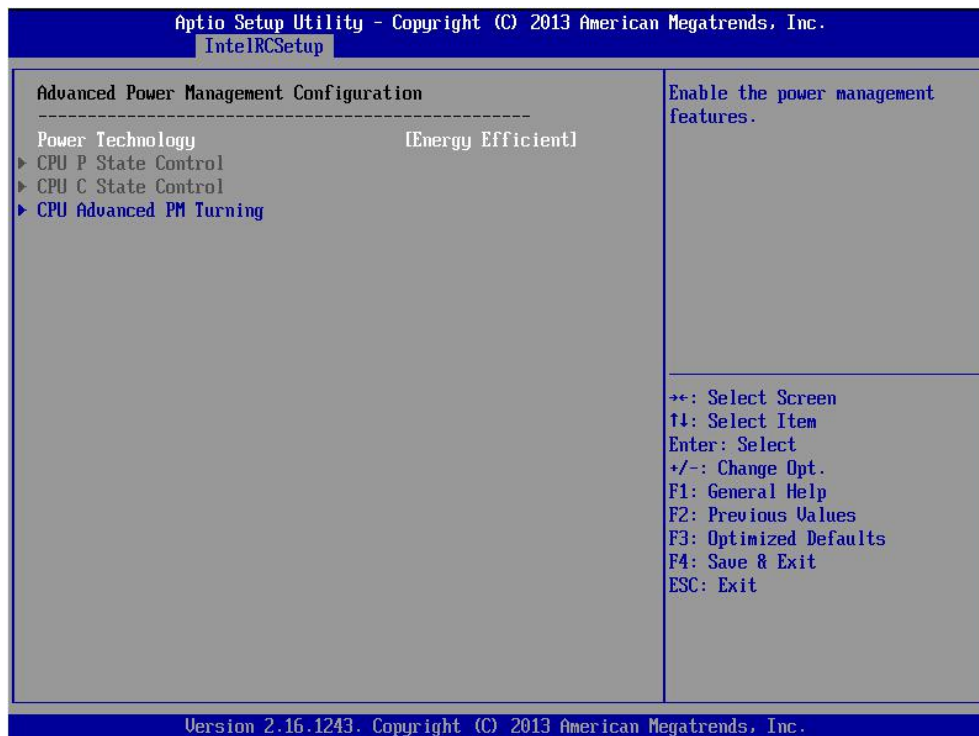 Aptio Setup Utility - Copyright (C) 2013 American Megatrends, Inc.
IntelRCSetup
Advanced Power Management Configuration
--------------------------------------------------
Power Technology [Energy Efficient]
CPU P State Control
CPU C State Control
CPU Advanced PM Turning
Enable the power management
features.
→←: Select Screen
↑↓: Select Item
Enter: Select
+/-: Change Opt.
F1: General Help
F2: Previous Values
F3: Optimized Defaults
F4: Save & Exit
ESC: Exit
Version 2.16.1243. Copyright (C) 2013 American Megatrends, Inc.